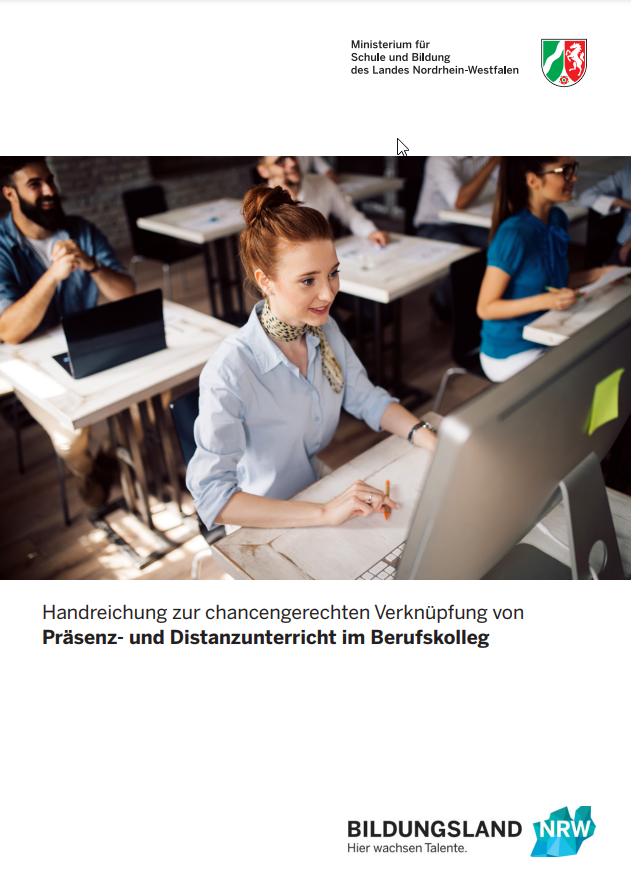 Ministerium für
Schule und Bildung
des Landes Nordrhein-Westfalen
Handreichung zur chancengerechten Verknüpfung von
Präsenz- und Distanzunterricht im Berufskolleg
BILDUNGSLAND NRW
Hier wachsen Talente.